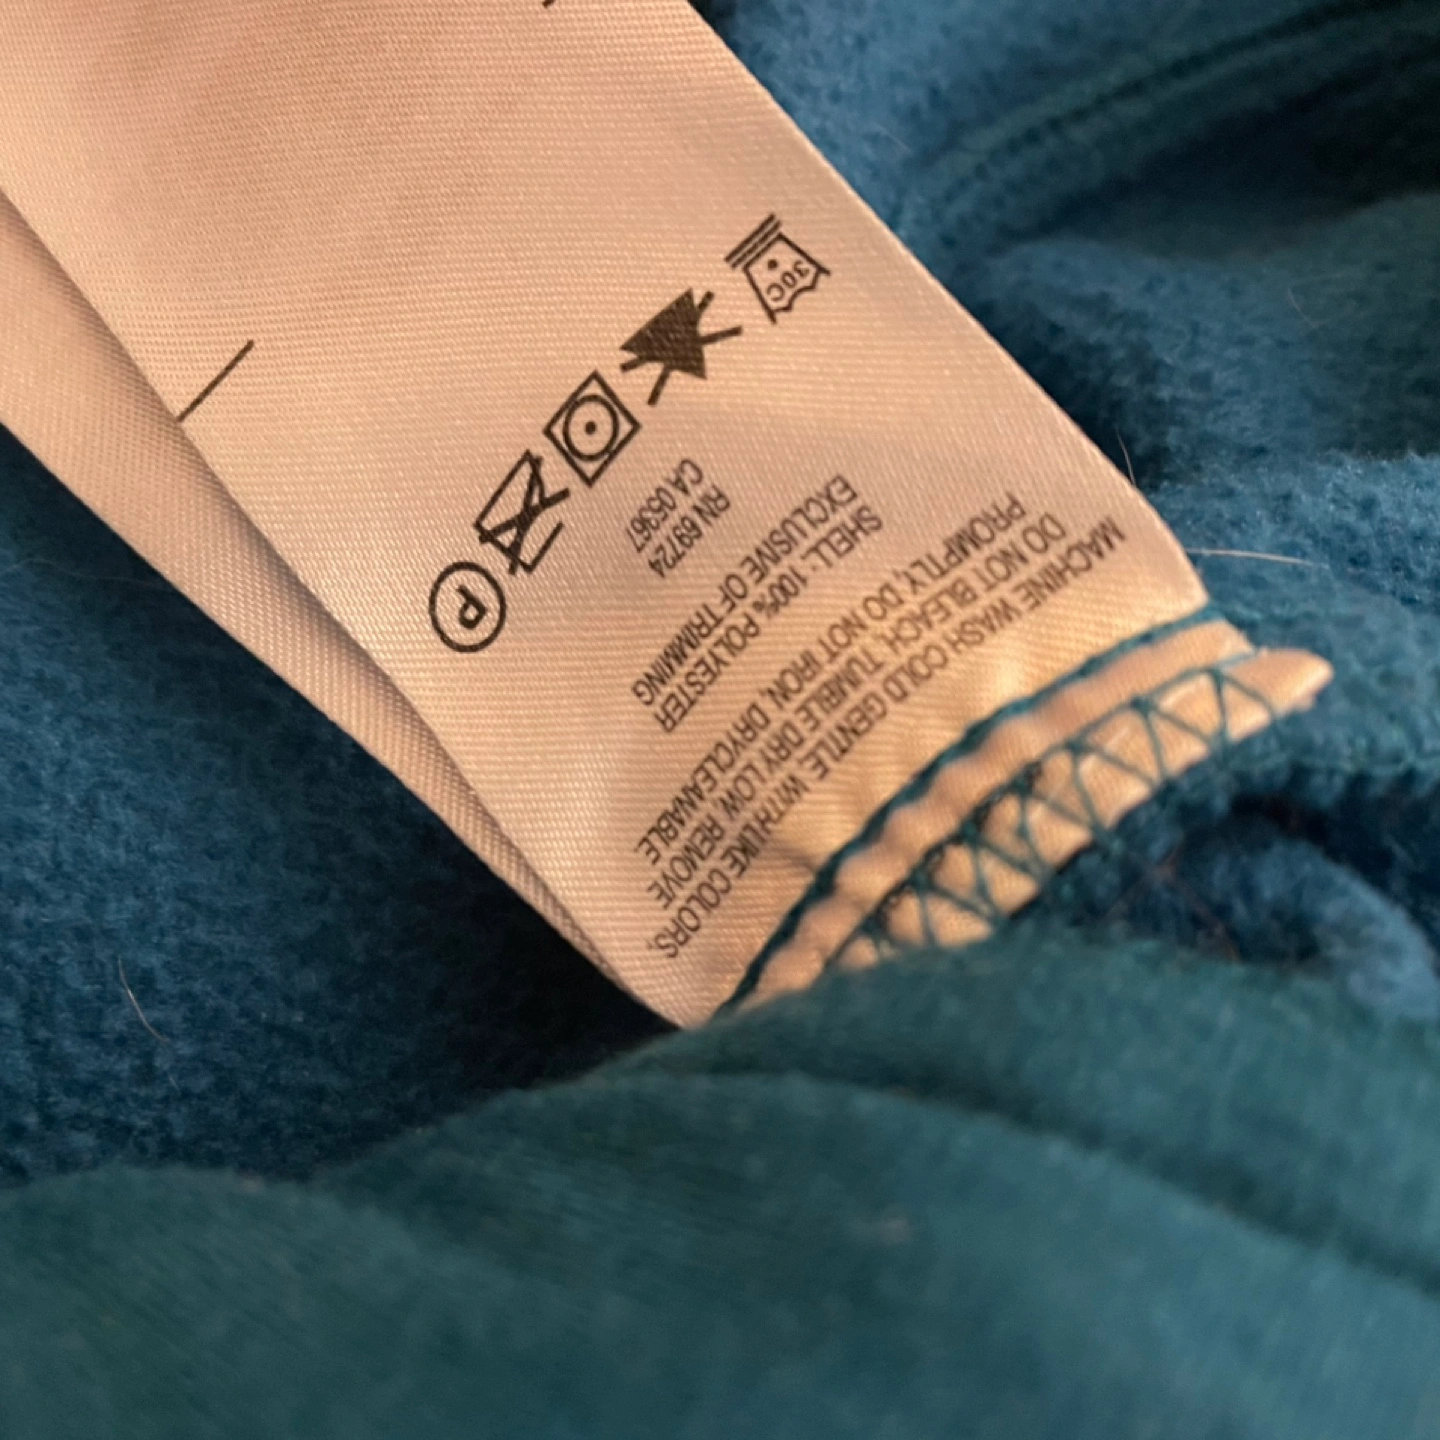 MACHINE WASH COLD GENTLE, WITH LIKE COLORS,
DO NOT BLEACH, TUMBLE DRY LOW, REMOVE
PROMPTLY, DO NOT IRON, DRYCLEANABLE
SHELL: 100% POLYESTER
EXCLUSIVE OF TRIMMING
RN 69724
CA 05367
30C
P